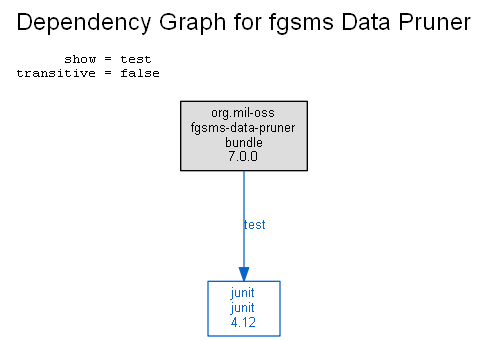 Dependency Graph for fgsms Data Pruner
show = test
transitive = false
org.mil-oss
fgsms-data-pruner
bundle
7.0.0
test
junit
junit
4.12